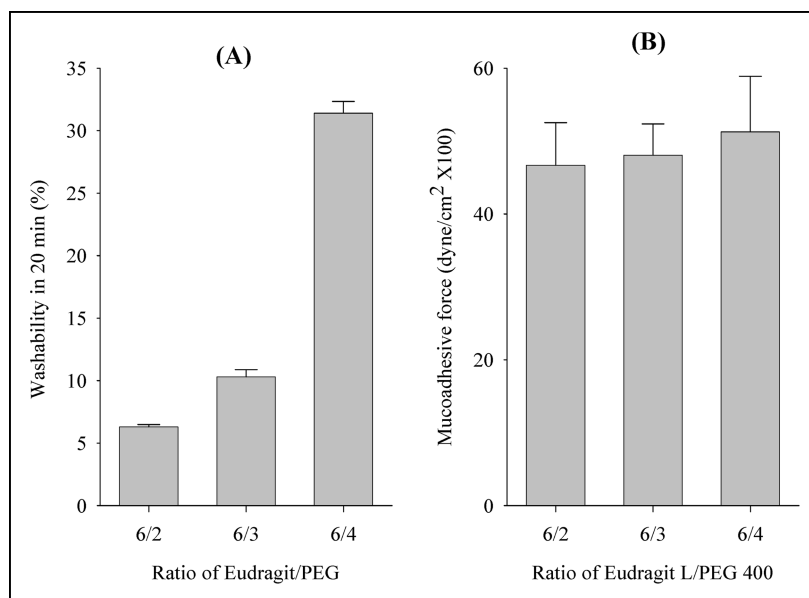 (A)
Washability in 20 min (%)
35
30
25
20
15
10
5
0
6/2 6/3 6/4
Ratio of Eudragit/PEG
(B)
Mucoadhesive force (dyne/cm² X100)
60
40
20
0
6/2 6/3 6/4
Ratio of Eudragit L/PEG 400